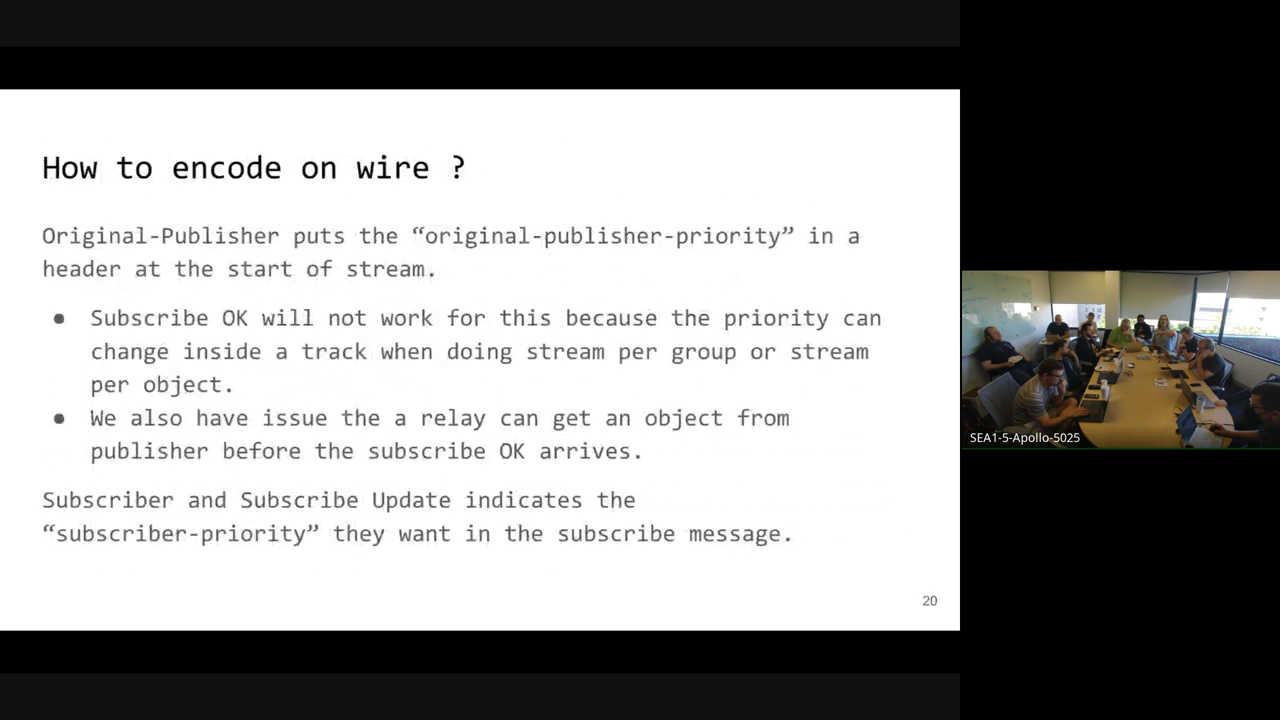 How to encode on wire ?
Original-Publisher puts the “original-publisher-priority” in a
header at the start of stream.
● Subscribe OK will not work for this because the priority can
change inside a track when doing stream per group or stream
per object.
● We also have issue the a relay can get an object from
publisher before the subscribe OK arrives.
Subscriber and Subscribe Update indicates the
“subscriber-priority” they want in the subscribe message.
20
SEA1-5-Apollo-5025